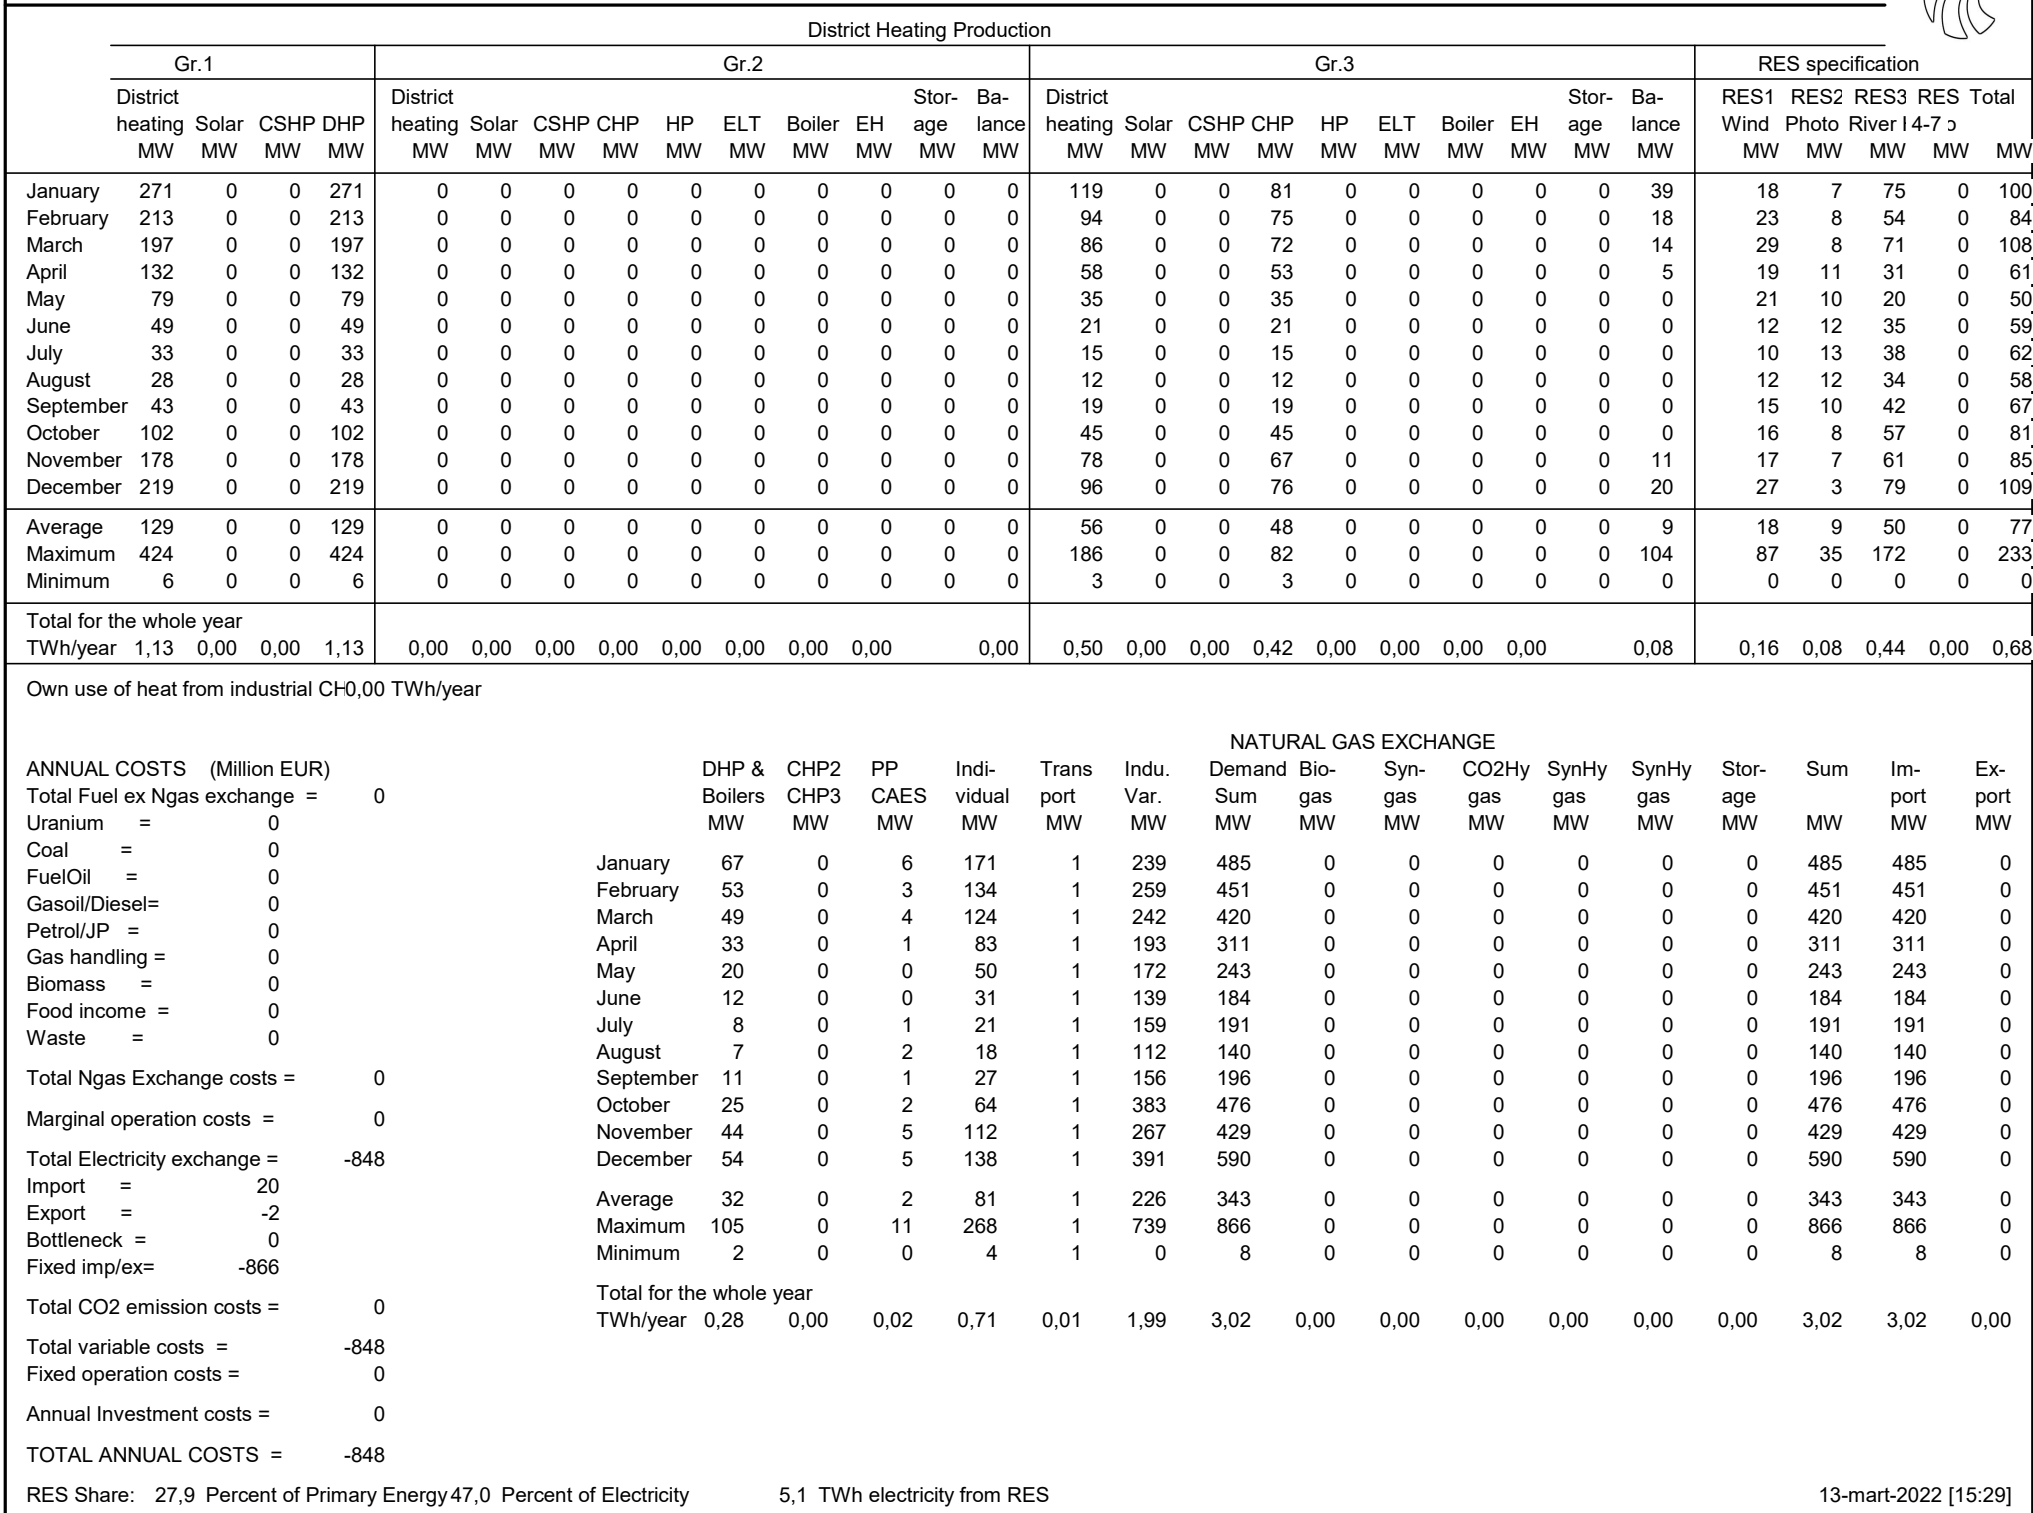 District Heating Production
Gr.1 Gr.2 Gr.3 RES specification
District District Stor- Ba- District Stor- Ba- RES1 RES2 RES3 RES Total
heating Solar CSHP DHP heating Solar CSHP CHP HP ELT Boiler EH age lance heating Solar CSHP CHP HP ELT Boiler EH age lance Wind Photo River 4-7
MW MW MW MW MW MW MW MW MW MW MW MW MW MW MW MW MW MW MW MW MW MW MW MW MW MW MW MW MW
January 271 0 0 271 0 0 0 0 0 0 0 0 0 0 119 0 0 81 0 0 0 0 0 39 18 7 75 0 100
February 213 0 0 213 0 0 0 0 0 0 0 0 0 0 94 0 0 75 0 0 0 0 0 18 23 8 54 0 84
March 197 0 0 197 0 0 0 0 0 0 0 0 0 0 86 0 0 72 0 0 0 0 0 14 29 8 71 0 108
April 132 0 0 132 0 0 0 0 0 0 0 0 0 0 58 0 0 53 0 0 0 0 0 5 19 11 31 0 61
May 79 0 0 79 0 0 0 0 0 0 0 0 0 0 35 0 0 35 0 0 0 0 0 0 21 10 20 0 50
June 49 0 0 49 0 0 0 0 0 0 0 0 0 0 21 0 0 21 0 0 0 0 0 0 12 12 35 0 59
July 33 0 0 33 0 0 0 0 0 0 0 0 0 0 15 0 0 15 0 0 0 0 0 0 10 13 38 0 62
August 28 0 0 28 0 0 0 0 0 0 0 0 0 0 12 0 0 12 0 0 0 0 0 0 12 12 34 0 58
September 43 0 0 43 0 0 0 0 0 0 0 0 0 0 19 0 0 19 0 0 0 0 0 0 15 10 42 0 67
October 102 0 0 102 0 0 0 0 0 0 0 0 0 0 45 0 0 45 0 0 0 0 0 0 16 8 57 0 81
November 178 0 0 178 0 0 0 0 0 0 0 0 0 0 78 0 0 67 0 0 0 0 0 11 17 7 61 0 85
December 219 0 0 219 0 0 0 0 0 0 0 0 0 0 96 0 0 76 0 0 0 0 0 20 27 3 79 0 109
Average 129 0 0 129 0 0 0 0 0 0 0 0 0 0 56 0 0 48 0 0 0 0 0 9 18 9 50 0 77
Maximum 424 0 0 424 0 0 0 0 0 0 0 0 0 0 186 0 0 82 0 0 0 0 0 104 87 35 172 0 233
Minimum 6 0 0 6 0 0 0 0 0 0 0 0 0 0 3 0 0 3 0 0 0 0 0 0 0 0 0 0 0
Total for the whole year
TWh/year 1,13 0,00 0,00 1,13 0,00 0,00 0,00 0,00 0,00 0,00 0,00 0,00 0,00 0,50 0,00 0,00 0,42 0,00 0,00 0,00 0,00 0,08 0,16 0,08 0,44 0,00 0,68
Own use of heat from industrial CH0,00 TWh/year
ANNUAL COSTS (Million EUR)
Total Fuel ex Ngas exchange = 0
Uranium = 0
Coal = 0
FuelOil = 0
Gasoil/Diesel= 0
Petrol/JP = 0
Gas handling = 0
Biomass = 0
Food income = 0
Waste = 0
Total Ngas Exchange costs = 0
Marginal operation costs = 0
Total Electricity exchange = -848
Import = 20
Export = -2
Bottleneck = 0
Fixed imp/ex= -866
Total CO2 emission costs = 0
Total variable costs = -848
Fixed operation costs = 0
Annual Investment costs = 0
TOTAL ANNUAL COSTS = -848
NATURAL GAS EXCHANGE
DHP & CHP2 PP Indi- Trans Indu. Demand Bio- Syn- CO2Hy SynHy SynHy Stor- Sum Im- Ex-
Boilers CHP3 CAES vidual port Var. Sum gas gas gas gas gas age port port
MW MW MW MW MW MW MW MW MW MW MW MW MW MW MW MW
January 67 0 6 171 1 239 485 0 0 0 0 0 0 485 485 0
February 53 0 3 134 1 259 451 0 0 0 0 0 0 451 451 0
March 49 0 4 124 1 242 420 0 0 0 0 0 0 420 420 0
April 33 0 1 83 1 193 311 0 0 0 0 0 0 311 311 0
May 20 0 0 50 1 172 243 0 0 0 0 0 0 243 243 0
June 12 0 0 31 1 139 184 0 0 0 0 0 0 184 184 0
July 8 0 1 21 1 159 191 0 0 0 0 0 0 191 191 0
August 7 0 2 18 1 112 140 0 0 0 0 0 0 140 140 0
September 11 0 1 27 1 156 196 0 0 0 0 0 0 196 196 0
October 25 0 2 64 1 383 476 0 0 0 0 0 0 476 476 0
November 44 0 5 112 1 267 429 0 0 0 0 0 0 429 429 0
December 54 0 5 138 1 391 590 0 0 0 0 0 0 590 590 0
Average 32 0 2 81 1 226 343 0 0 0 0 0 0 343 343 0
Maximum 105 0 11 268 1 739 866 0 0 0 0 0 0 866 866 0
Minimum 2 0 0 4 1 0 8 0 0 0 0 0 0 8 8 0
Total for the whole year
TWh/year 0,28 0,00 0,02 0,71 0,01 1,99 3,02 0,00 0,00 0,00 0,00 0,00 0,00 3,02 3,02 0,00
RES Share: 27,9 Percent of Primary Energy 47,0 Percent of Electricity 5,1 TWh electricity from RES 13-mart-2022 [15:29]